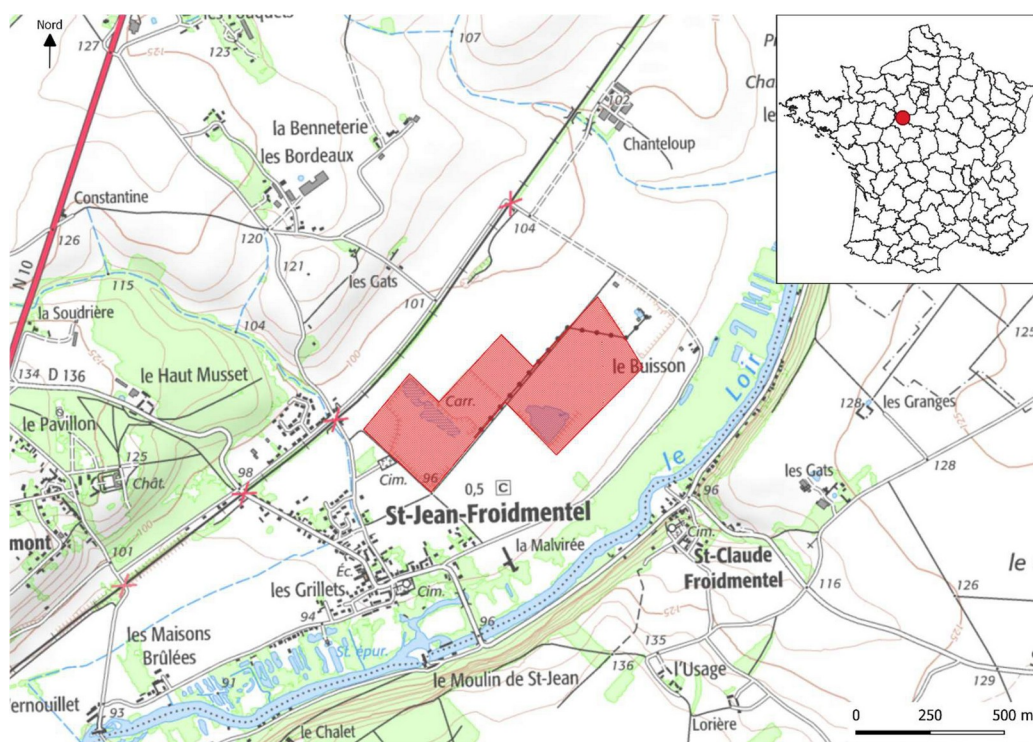 Nord
les Fouquets
127
123
107
la Benneterie
les Bordeaux
102
Chanteloup
Constantine
126
120
121
104
N 10
115
les Gats
101
la Soudrière
104
134
D 136
le Haut Musset
le Buisson
le Loir
125
le Pavillon
Carr.
128
les Granges
125
Chât.
98
Cim.
96
128
les Gats
0,5
C
96
St-Jean-Froidmentel
mont
101
la Malvirée
Cim.
St-Claude
Froidmentel
Éc.
les Grillets
Cim.
116
126
le
94
96
les Maisons
Brûlées
St. épur.
135
136
l'Usage
129
91
le Moulin de St-Jean
ernouillet
93
le Chalet
Lorière
0
250
500 m